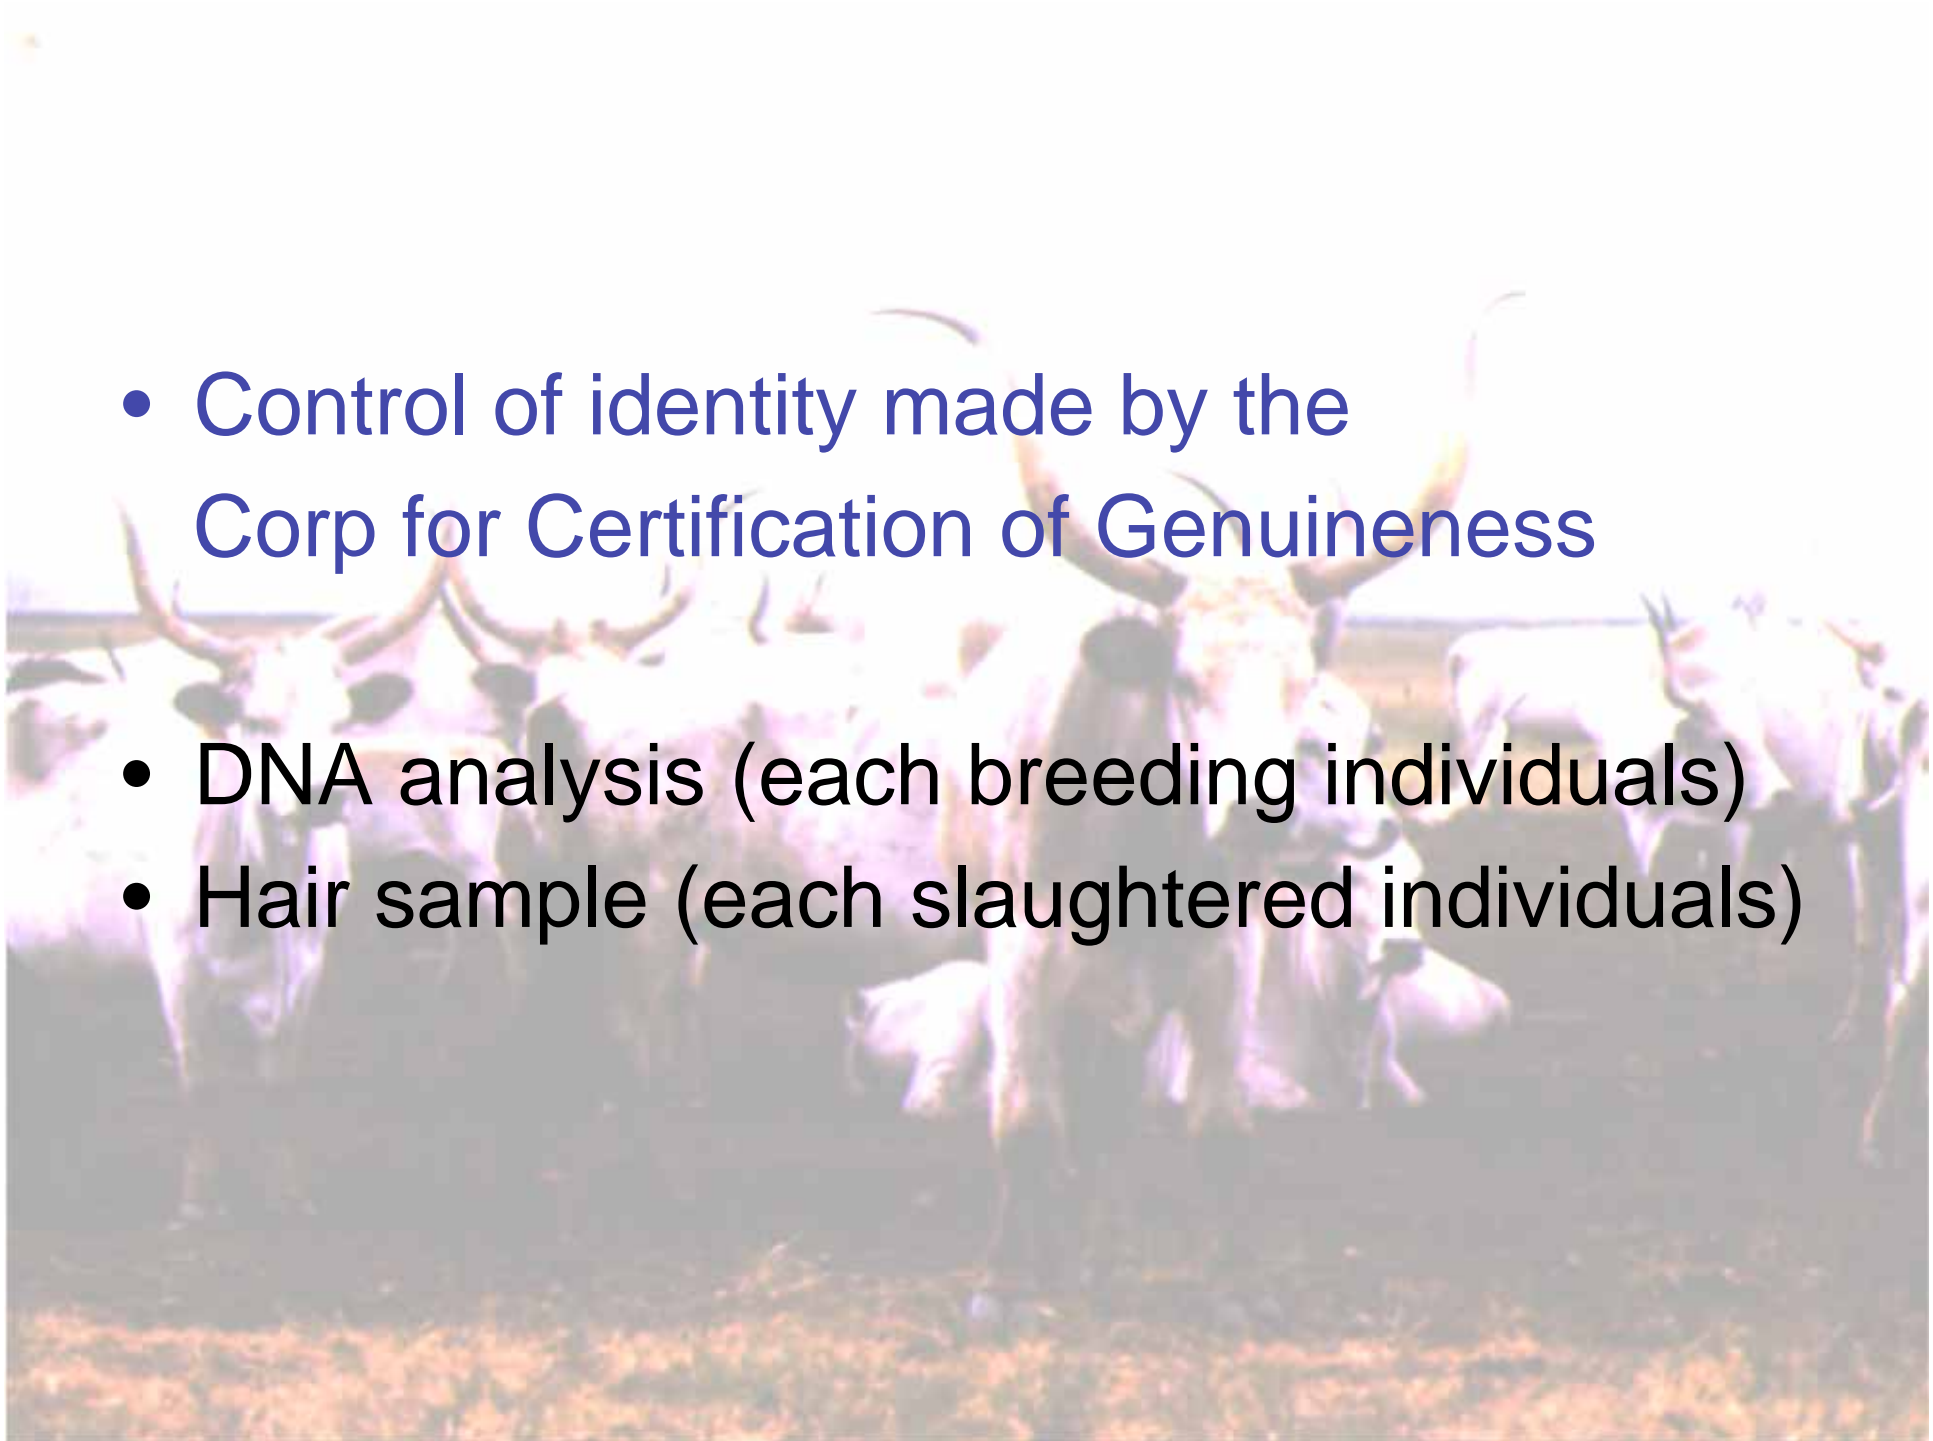 • Control of identity made by the
Corp for Certification of Genuineness
• DNA analysis (each breeding individuals)
• Hair sample (each slaughtered individuals)